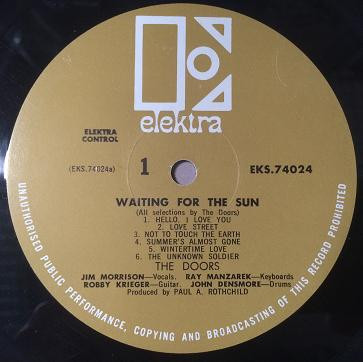 elektra
ELEKTRA
CONTROL
(EKS.74024a)
1
EKS.74024
WAITING FOR THE SUN
(All selections by The Doors)
1. HELLO, I LOVE YOU
2. LOVE STREET
3. NOT TO TOUCH THE EARTH
4. SUMMER'S ALMOST GONE
5. WINTERTIME LOVE
6. THE UNKNOWN SOLDIER
THE DOORS
JIM MORRISON—Vocals. RAY MANZAREK—Keyboards
ROBBY KRIEGER—Guitar. JOHN DENSMORE—Drums
Produced by PAUL A. ROTHCHILD
UNAUTHORISED PUBLIC PERFORMANCE, COPYING AND BROADCASTING OF THIS RECORD PROHIBITED